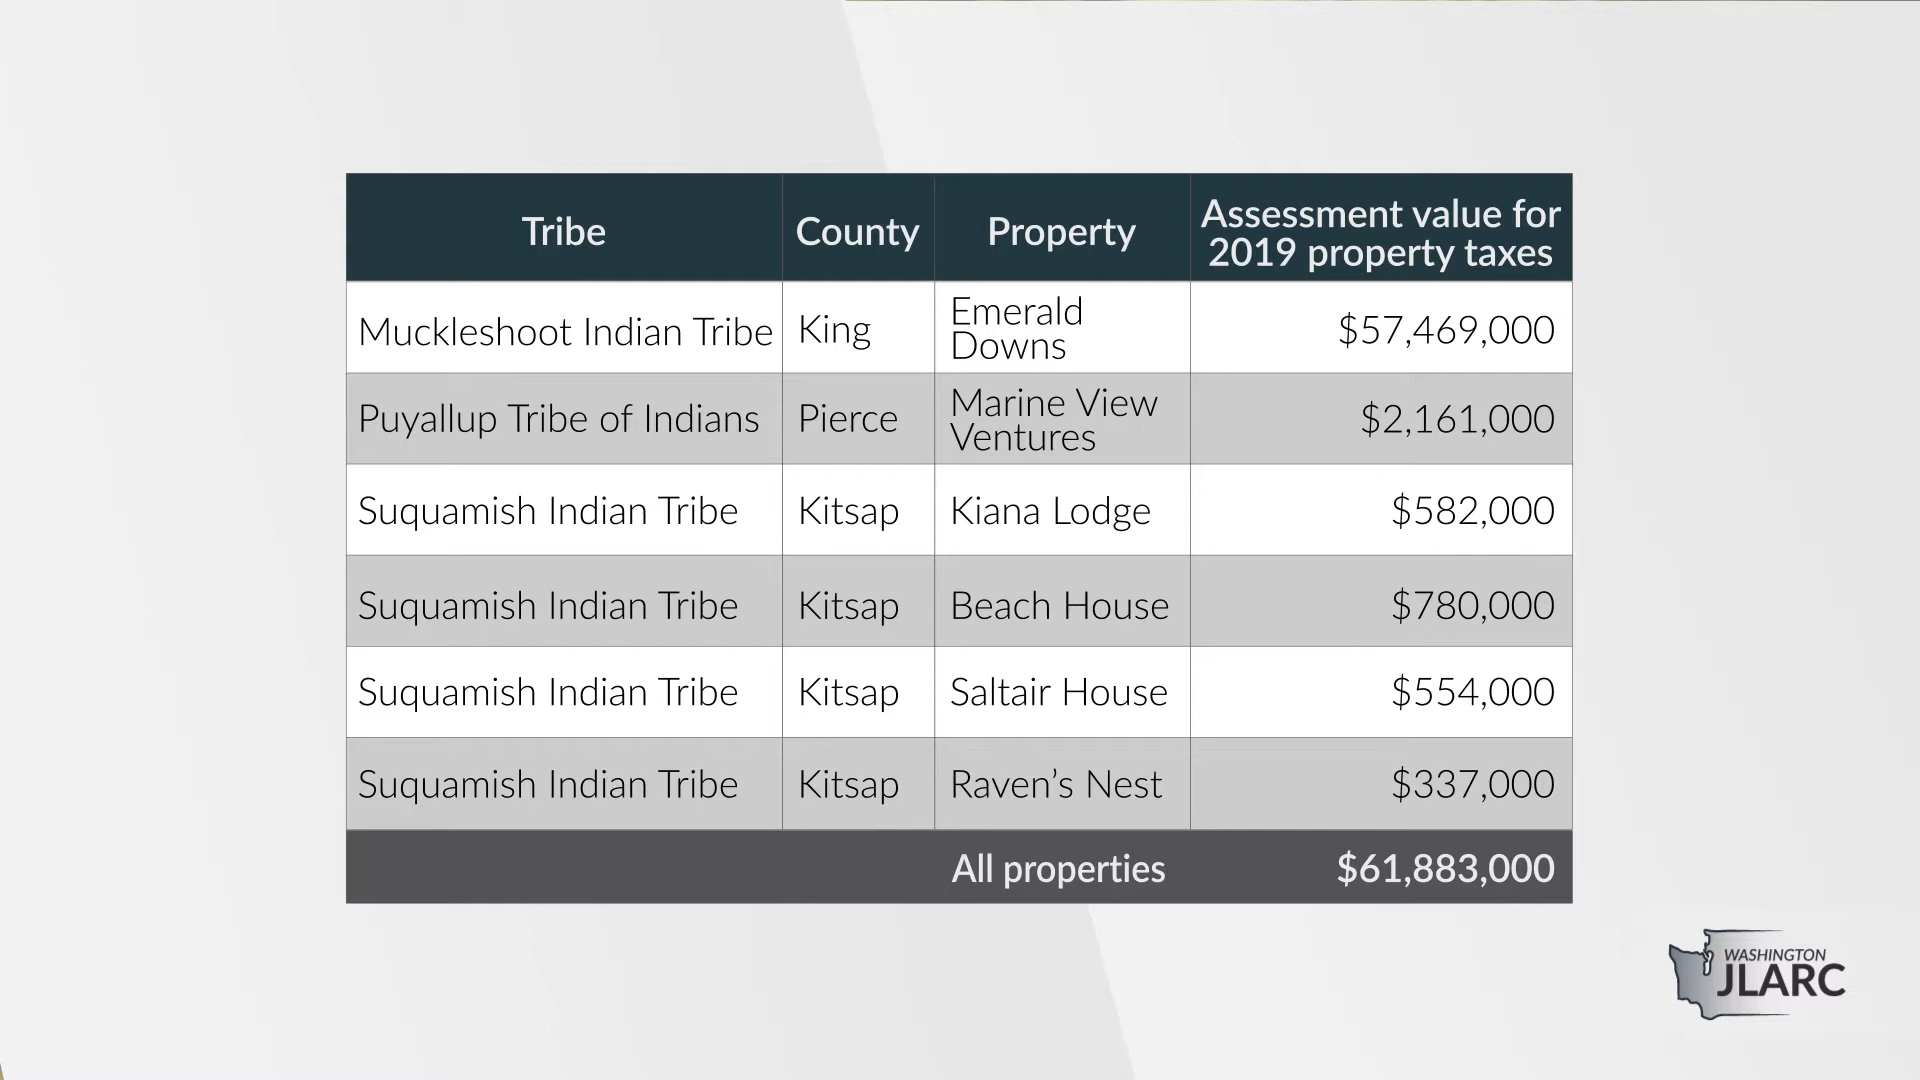 Tribe County Property Assessment value for
2019 property taxes
Muckleshoot Indian Tribe King Emerald
Downs $57,469,000
Puyallup Tribe of Indians Pierce Marine View
Ventures $2,161,000
Suquamish Indian Tribe Kitsap Kiana Lodge $582,000
Suquamish Indian Tribe Kitsap Beach House $780,000
Suquamish Indian Tribe Kitsap Saltair House $554,000
Suquamish Indian Tribe Kitsap Raven’s Nest $337,000
All properties $61,883,000
WASHINGTON
JLARC